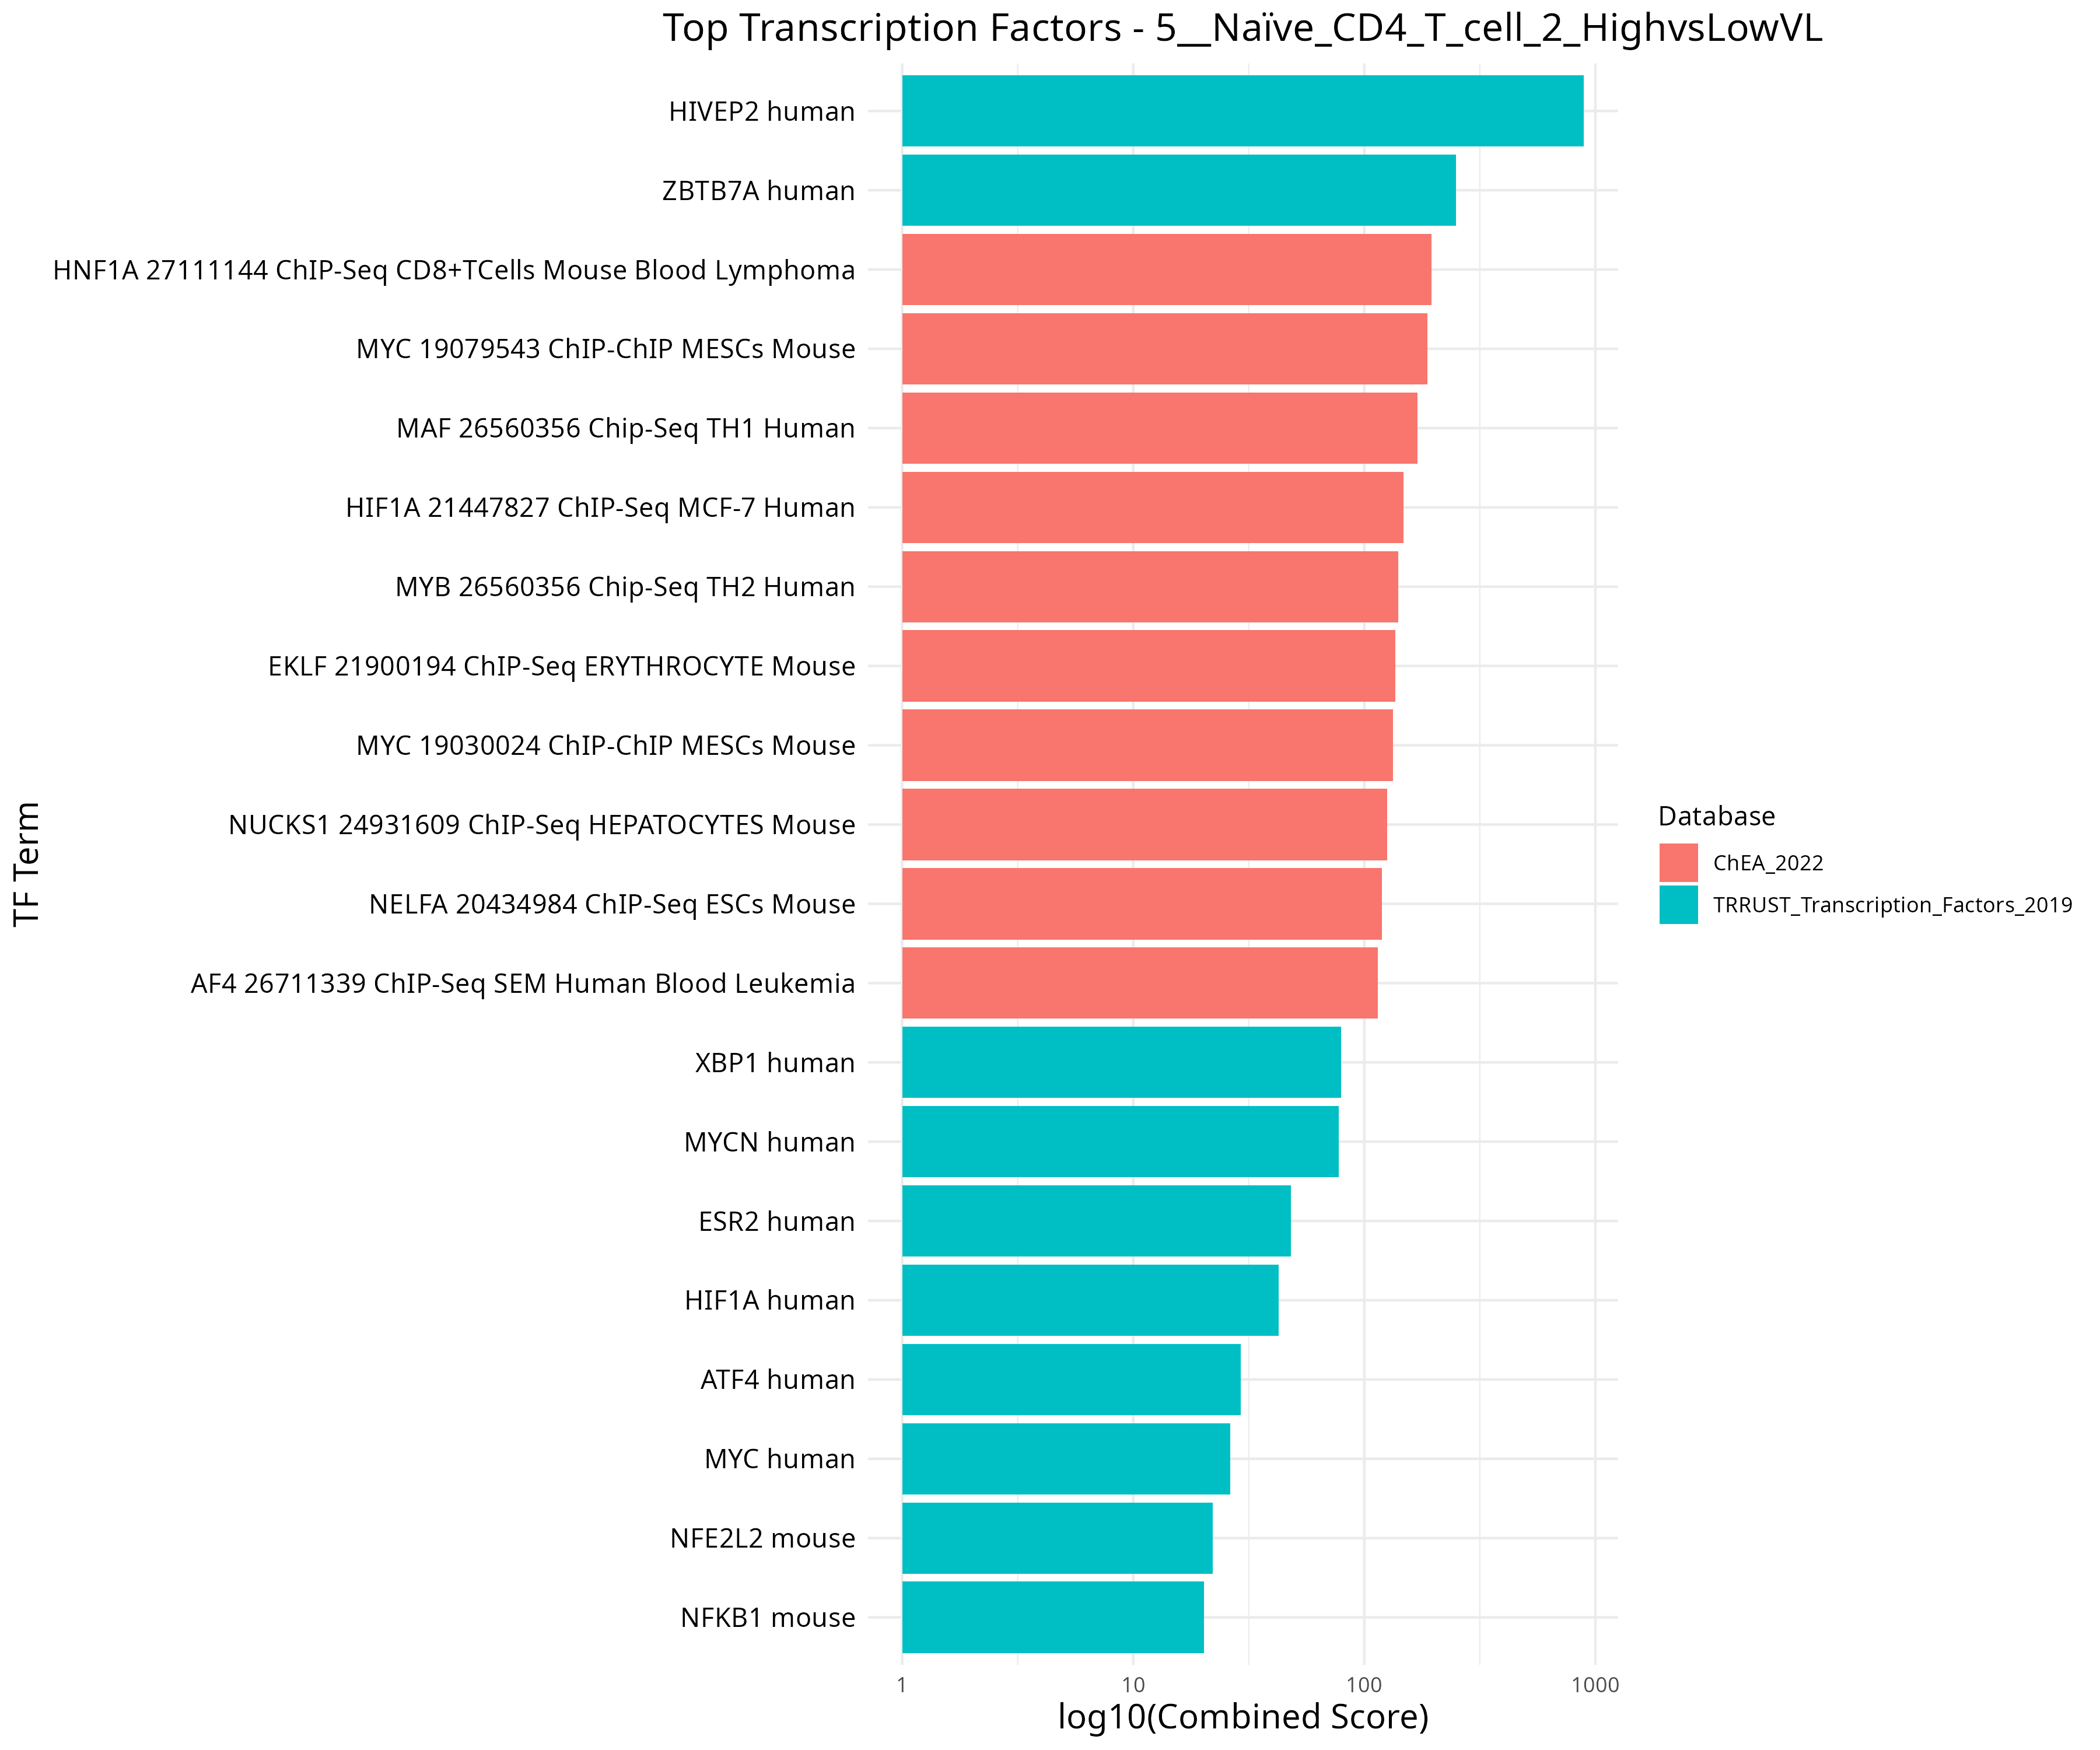 Top Transcription Factors - 5__Naïve_CD4_T_cell_2_HighvsLowVL
HIVEP2 human
ZBTB7A human
HNF1A 27111144 ChIP-Seq CD8+TCells Mouse Blood Lymphoma
MYC 19079543 ChIP-ChIP MESCs Mouse
MAF 26560356 Chip-Seq TH1 Human
HIF1A 21447827 ChIP-Seq MCF-7 Human
MYB 26560356 Chip-Seq TH2 Human
EKLF 21900194 ChIP-Seq ERYTHROCYTE Mouse
MYC 19030024 ChIP-ChIP MESCs Mouse
NUCKS1 24931609 ChIP-Seq HEPATOCYTES Mouse
NELFA 20434984 ChIP-Seq ESCs Mouse
AF4 26711339 ChIP-Seq SEM Human Blood Leukemia
XBP1 human
MYCN human
ESR2 human
HIF1A human
ATF4 human
MYC human
NFE2L2 mouse
NFKB1 mouse
TF Term
1 10 100 1000
log10(Combined Score)
Database
ChEA_2022
TRRUST_Transcription_Factors_2019